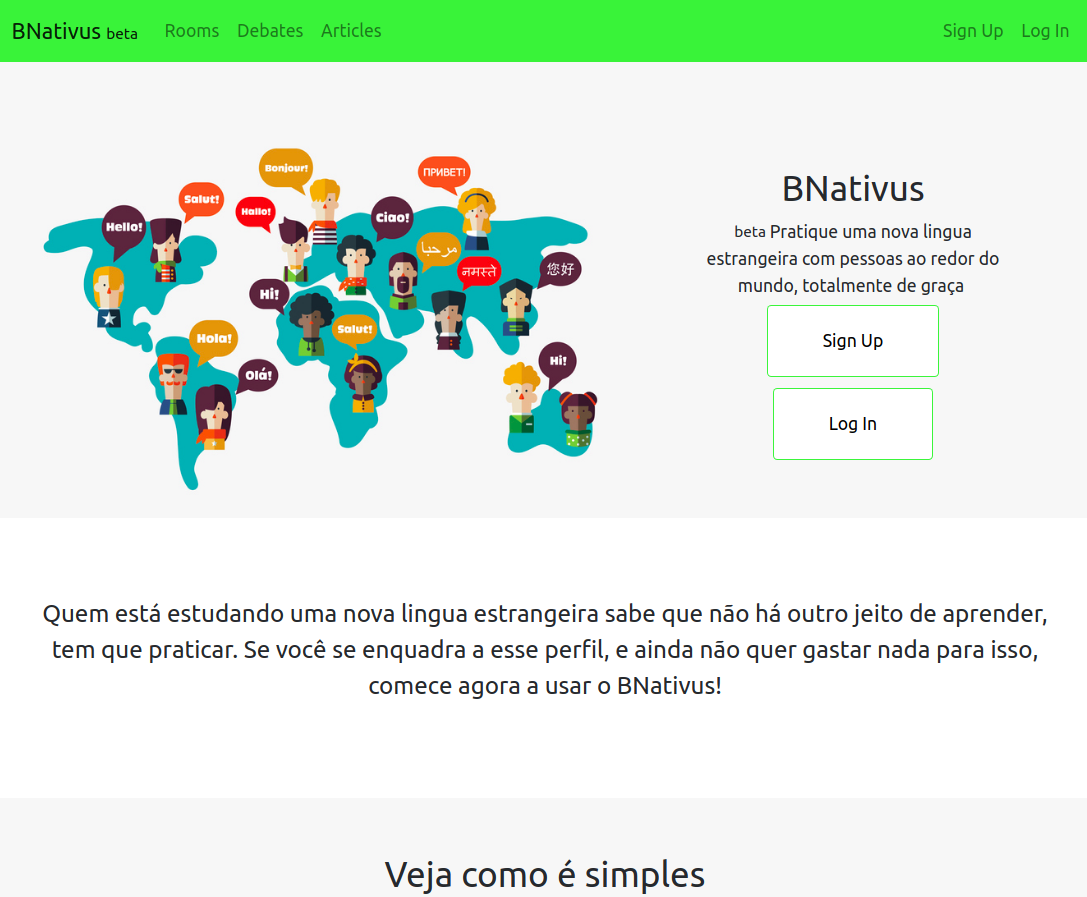 BNativus beta Rooms Debates Articles Sign Up Log In
Bonjour!
ПРИВЕТ!
Salut!
Hallo!
Ciao!
Hello!
مرحبا
नमस्ते
您好
Hi!
Salut!
Hola!
Olá!
Hi!
BNativus
beta Pratique uma nova lingua
estrangeira com pessoas ao redor do
mundo, totalmente de graça
Sign Up
Log In
Quem está estudando uma nova lingua estrangeira sabe que não há outro jeito de aprender,
tem que praticar. Se você se enquadra a esse perfil, e ainda não quer gastar nada para isso,
comece agora a usar o BNativus!
Veja como é simples